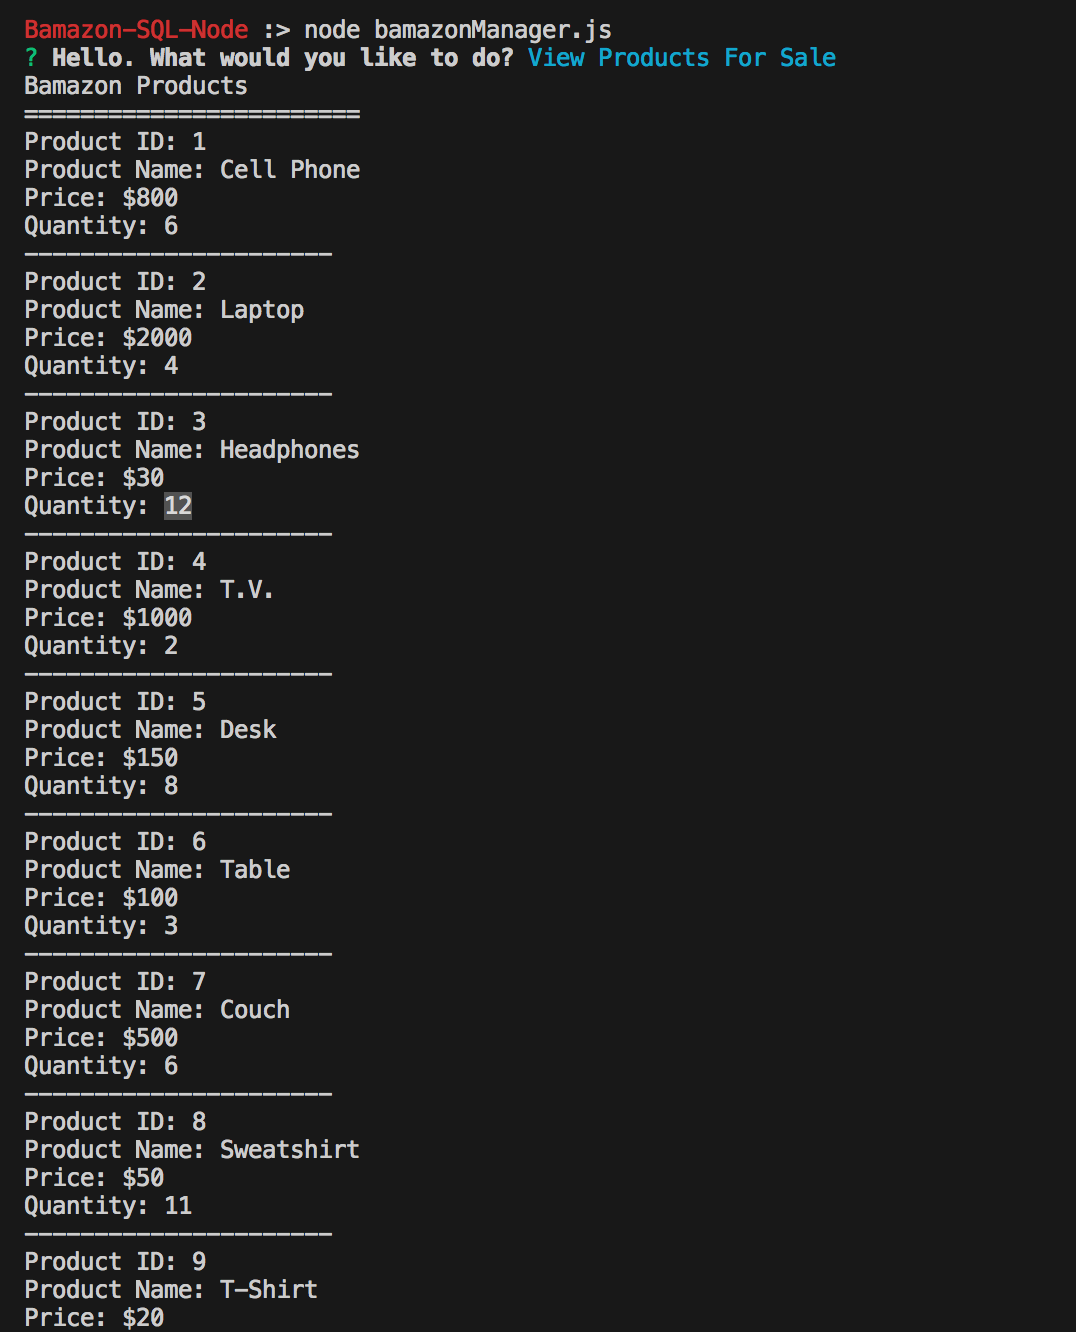 Bamazon-SQL-Node :> node bamazonManager.js
? Hello. What would you like to do? View Products For Sale
Bamazon Products
========================
Product ID: 1
Product Name: Cell Phone
Price: $800
Quantity: 6
----------------------
Product ID: 2
Product Name: Laptop
Price: $2000
Quantity: 4
----------------------
Product ID: 3
Product Name: Headphones
Price: $30
Quantity: 12
----------------------
Product ID: 4
Product Name: T.V.
Price: $1000
Quantity: 2
----------------------
Product ID: 5
Product Name: Desk
Price: $150
Quantity: 8
----------------------
Product ID: 6
Product Name: Table
Price: $100
Quantity: 3
----------------------
Product ID: 7
Product Name: Couch
Price: $500
Quantity: 6
----------------------
Product ID: 8
Product Name: Sweatshirt
Price: $50
Quantity: 11
----------------------
Product ID: 9
Product Name: T-Shirt
Price: $20